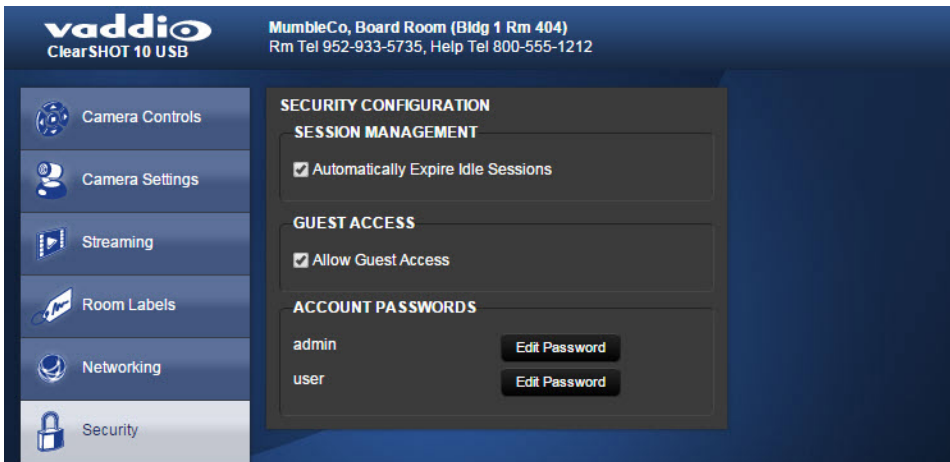 vaddio
ClearSHOT 10 USB
MumbleCo, Board Room (Bldg 1 Rm 404)
Rm Tel 952-933-5735, Help Tel 800-555-1212
Camera Controls
Camera Settings
Streaming
Room Labels
Networking
Security
SECURITY CONFIGURATION
SESSION MANAGEMENT
Automatically Expire Idle Sessions
GUEST ACCESS
Allow Guest Access
ACCOUNT PASSWORDS
admin Edit Password
user Edit Password